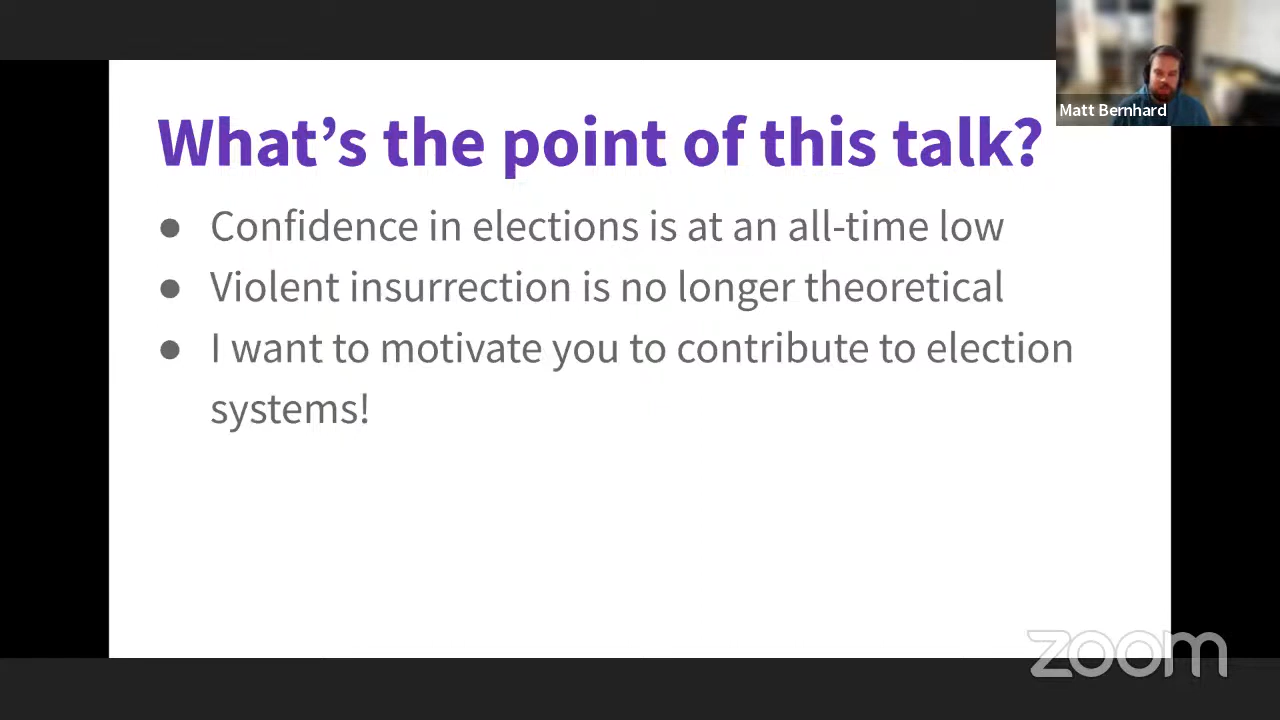 Matt Bernhard
What’s the point of this talk?
● Confidence in elections is at an all-time low
● Violent insurrection is no longer theoretical
● I want to motivate you to contribute to election
systems!
zoom